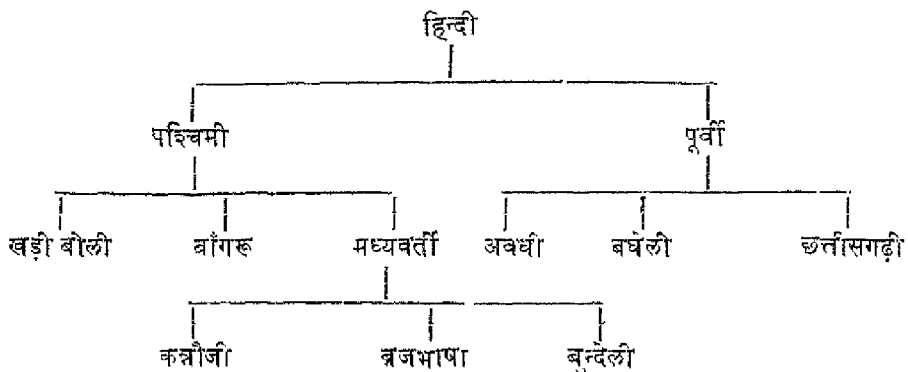 हिन्दी
पश्चिमी पूर्वी
खड़ी बोली बाँगरू मध्यवर्ती अवधी बघेली छत्तीसगढ़ी
कन्नौजी ब्रजभाषा बुन्देली